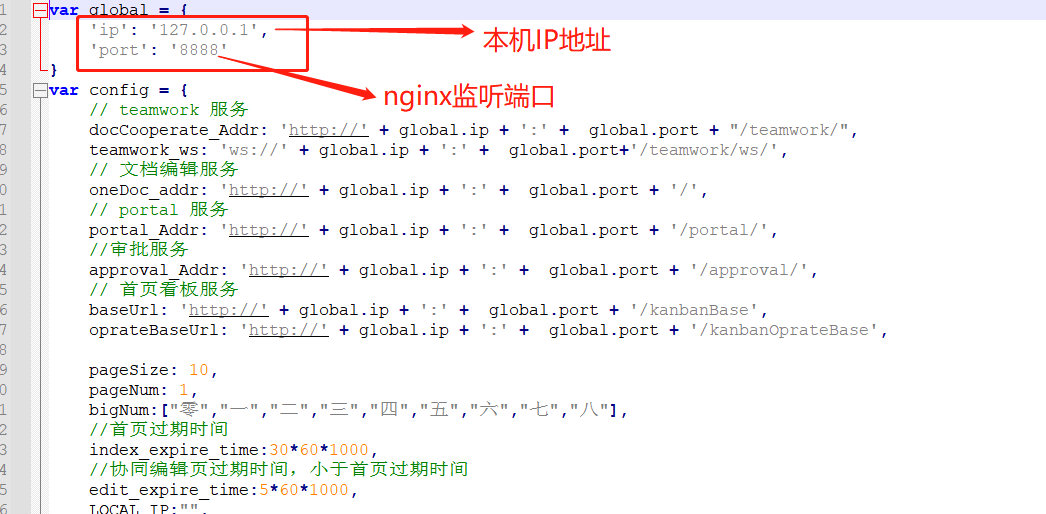 1 var global = {
2 'ip': '127.0.0.1', 本机IP地址
3 'port': '8888'
4 } nginx监听端口
5 var config = {
6 // teamwork 服务
7 docCooperate_Addr: 'http://' + global.ip + ':' + global.port + "/teamwork/",
8 teamwork_ws: 'ws://' + global.ip + ':' + global.port+'/teamwork/ws/',
9 // 文档编辑服务
0 oneDoc_addr: 'http://' + global.ip + ':' + global.port + '/',
1 // portal 服务
2 portal_Addr: 'http://' + global.ip + ':' + global.port + '/portal/',
3 //审批服务
4 approval_Addr: 'http://' + global.ip + ':' + global.port + '/approval/',
5 // 首页看板服务
6 baseUrl: 'http://' + global.ip + ':' + global.port + '/kanbanBase',
7 oprateBaseUrl: 'http://' + global.ip + ':' + global.port + '/kanbanOprateBase',
8
9 pageSize: 10,
0 pageNum: 1,
1 bigNum:["零","一","二","三","四","五","六","七","八"],
2 //首页过期时间
3 index_expire_time:30*60*1000,
4 //协同编辑页过期时间，小于首页过期时间
5 edit_expire_time:5*60*1000,
6 LOCAL_IP:"",